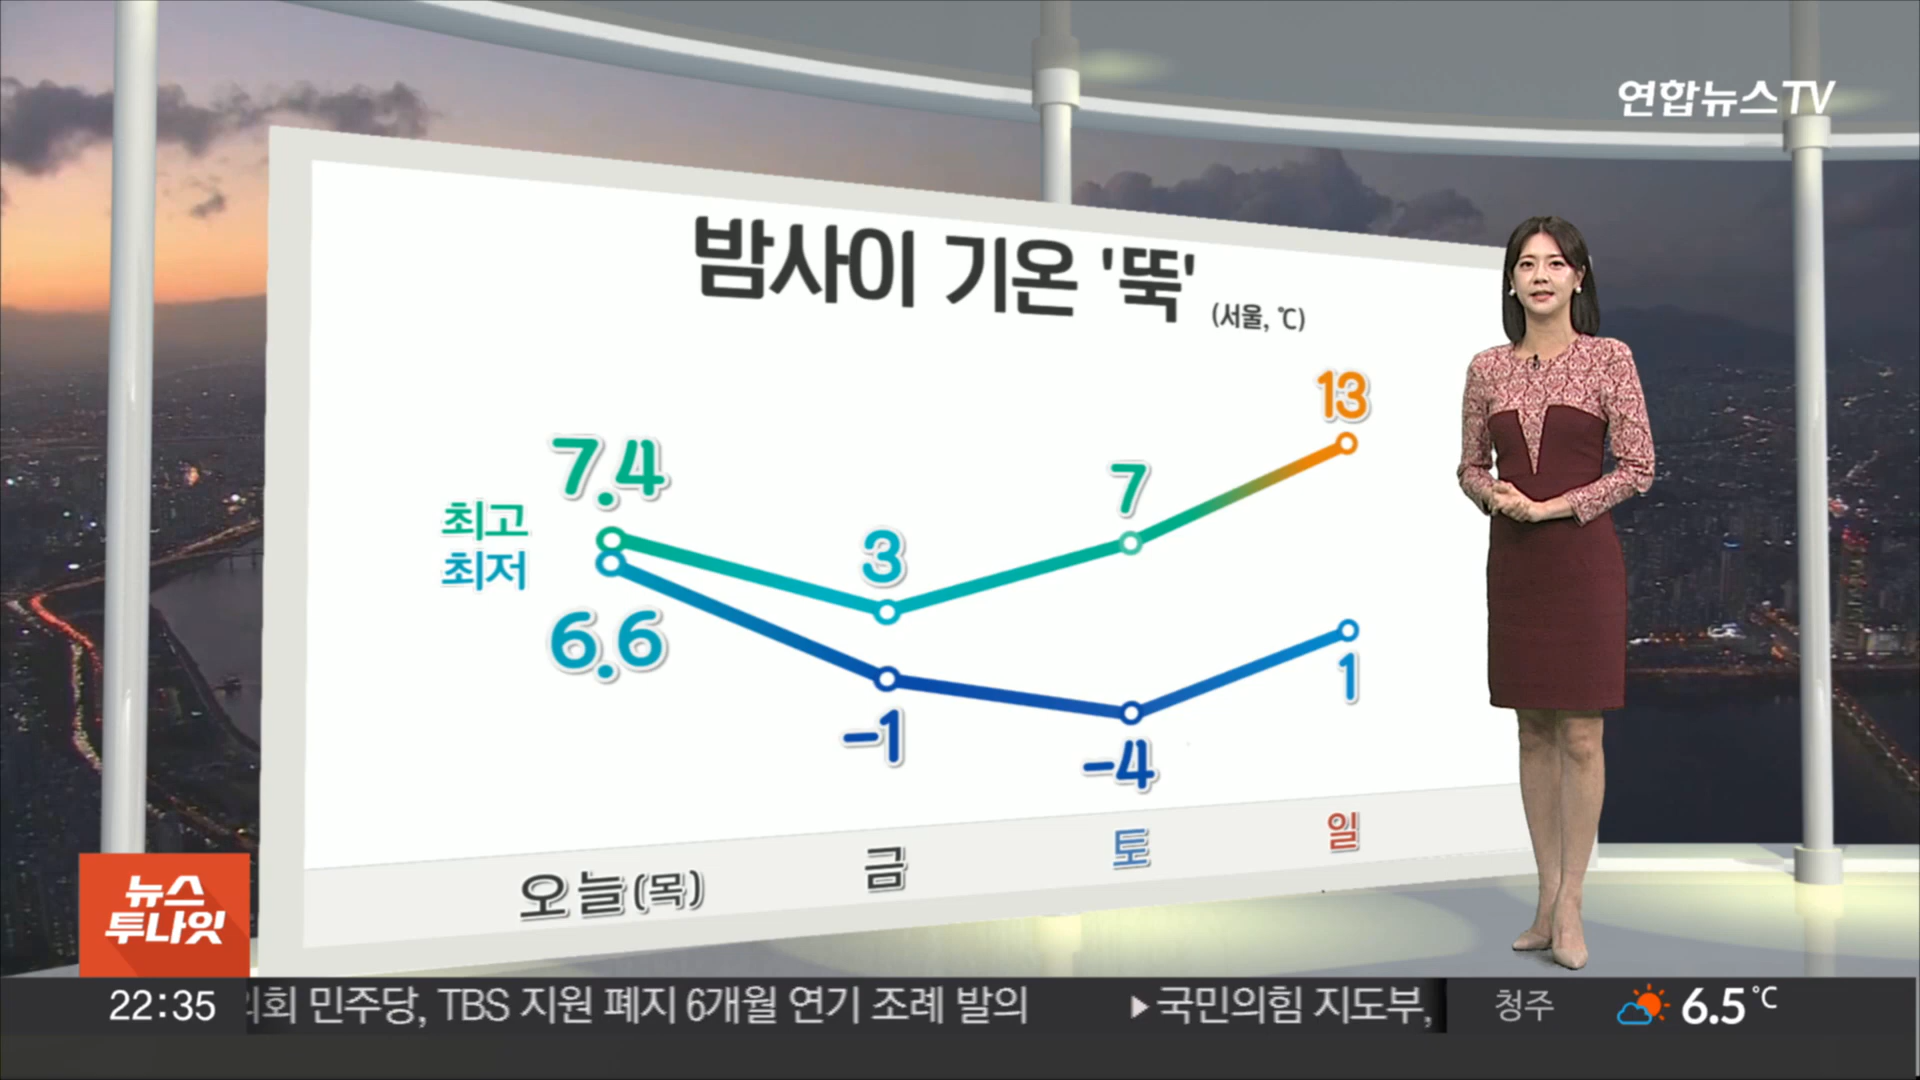 연합뉴스TV
밤사이 기온 '뚝' (서울, ℃)
13
7.4
7
최고
3
최저
6.6
1
-1
-4
오늘(목) 금 토 일
뉴스
투나잇
22:35 회 민주당, TBS 지원 폐지 6개월 연기 조례 발의 ▶국민의힘 지도부, 청주 6.5℃